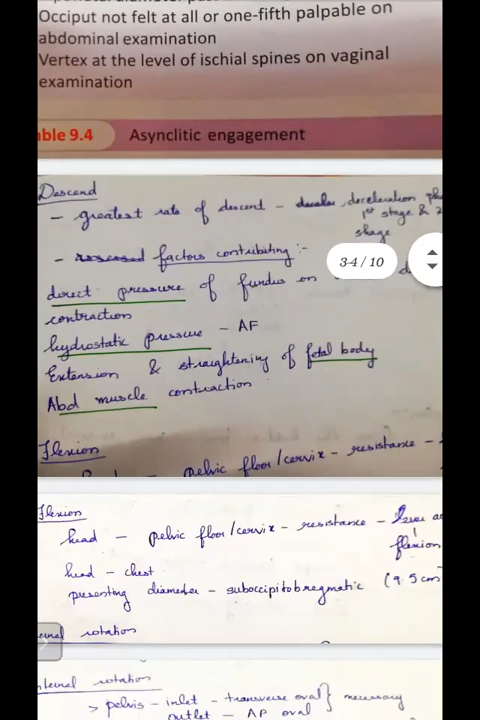 Occiput not felt at all or one-fifth palpable on
abdominal examination
Vertex at the level of ischial spines on vaginal
examination
ble 9.4 Asynclitic engagement
Descend
- greatest rate of descent - deceleration
1st stage & 2
stage
- factors contributing :-
3-4 / 10
direct pressure of fundus on
contraction
hydrostatic pressure - AF
Extension & straightening of fetal body
Abd muscle contraction
Flexion
pelvic floor/cervix - resistance -
Flexion
head - pelvic floor/cervix - resistance -
flexion
head - chest
presenting diameter - suboccipitobregmatic (9.5 cm
rnal rotation
nternal rotation
> pelvis - inlet - transverse oval } necessary
outlet - AP oval